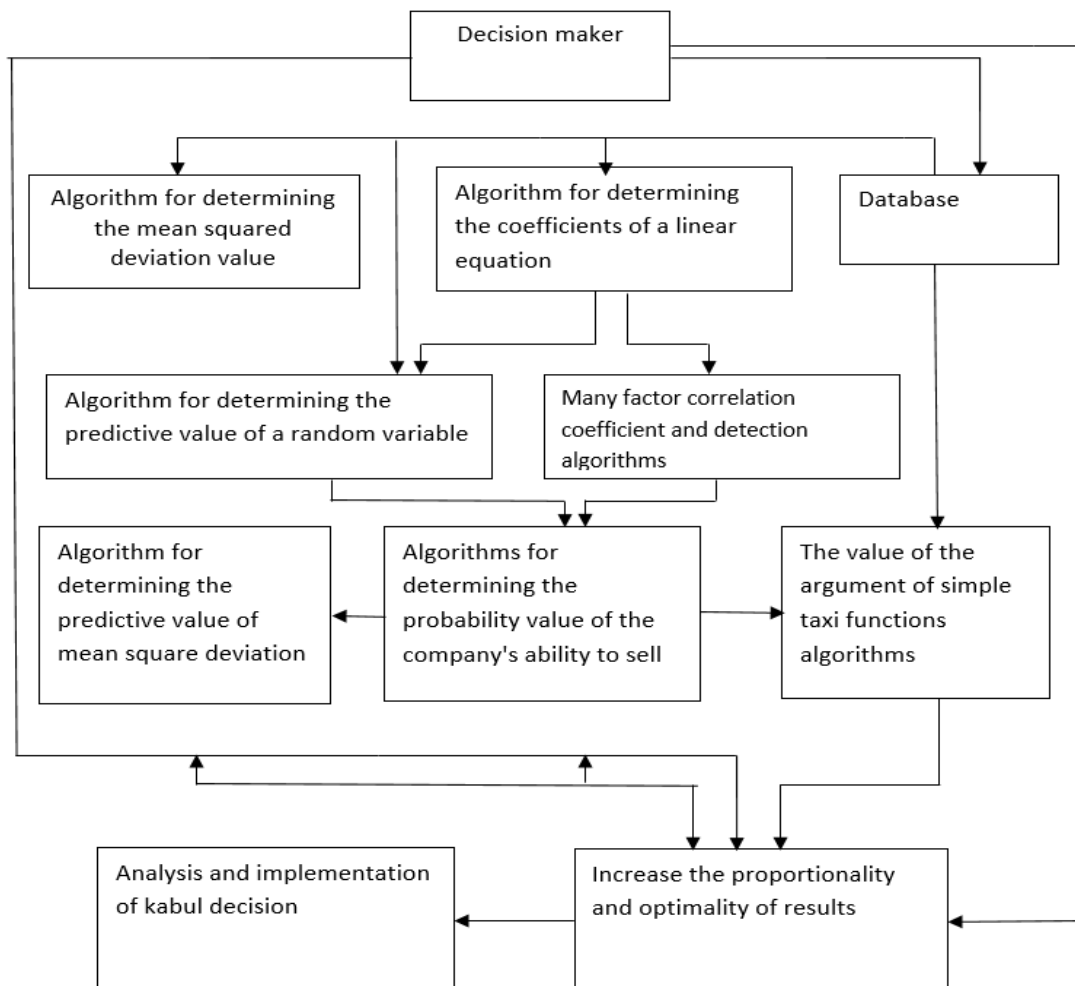 Decision maker
Algorithm for determining
the mean squared
deviation value
Algorithm for determining
the coefficients of a linear
equation
Database
Algorithm for determining the
predictive value of a random variable
Many factor correlation
coefficient and detection
algorithms
Algorithm for
determining the
predictive value of
mean square deviation
Algorithms for
determining the
probability value of the
company's ability to sell
The value of the
argument of simple
taxi functions
algorithms
Analysis and implementation
of kabul decision
Increase the proportionality
and optimality of results